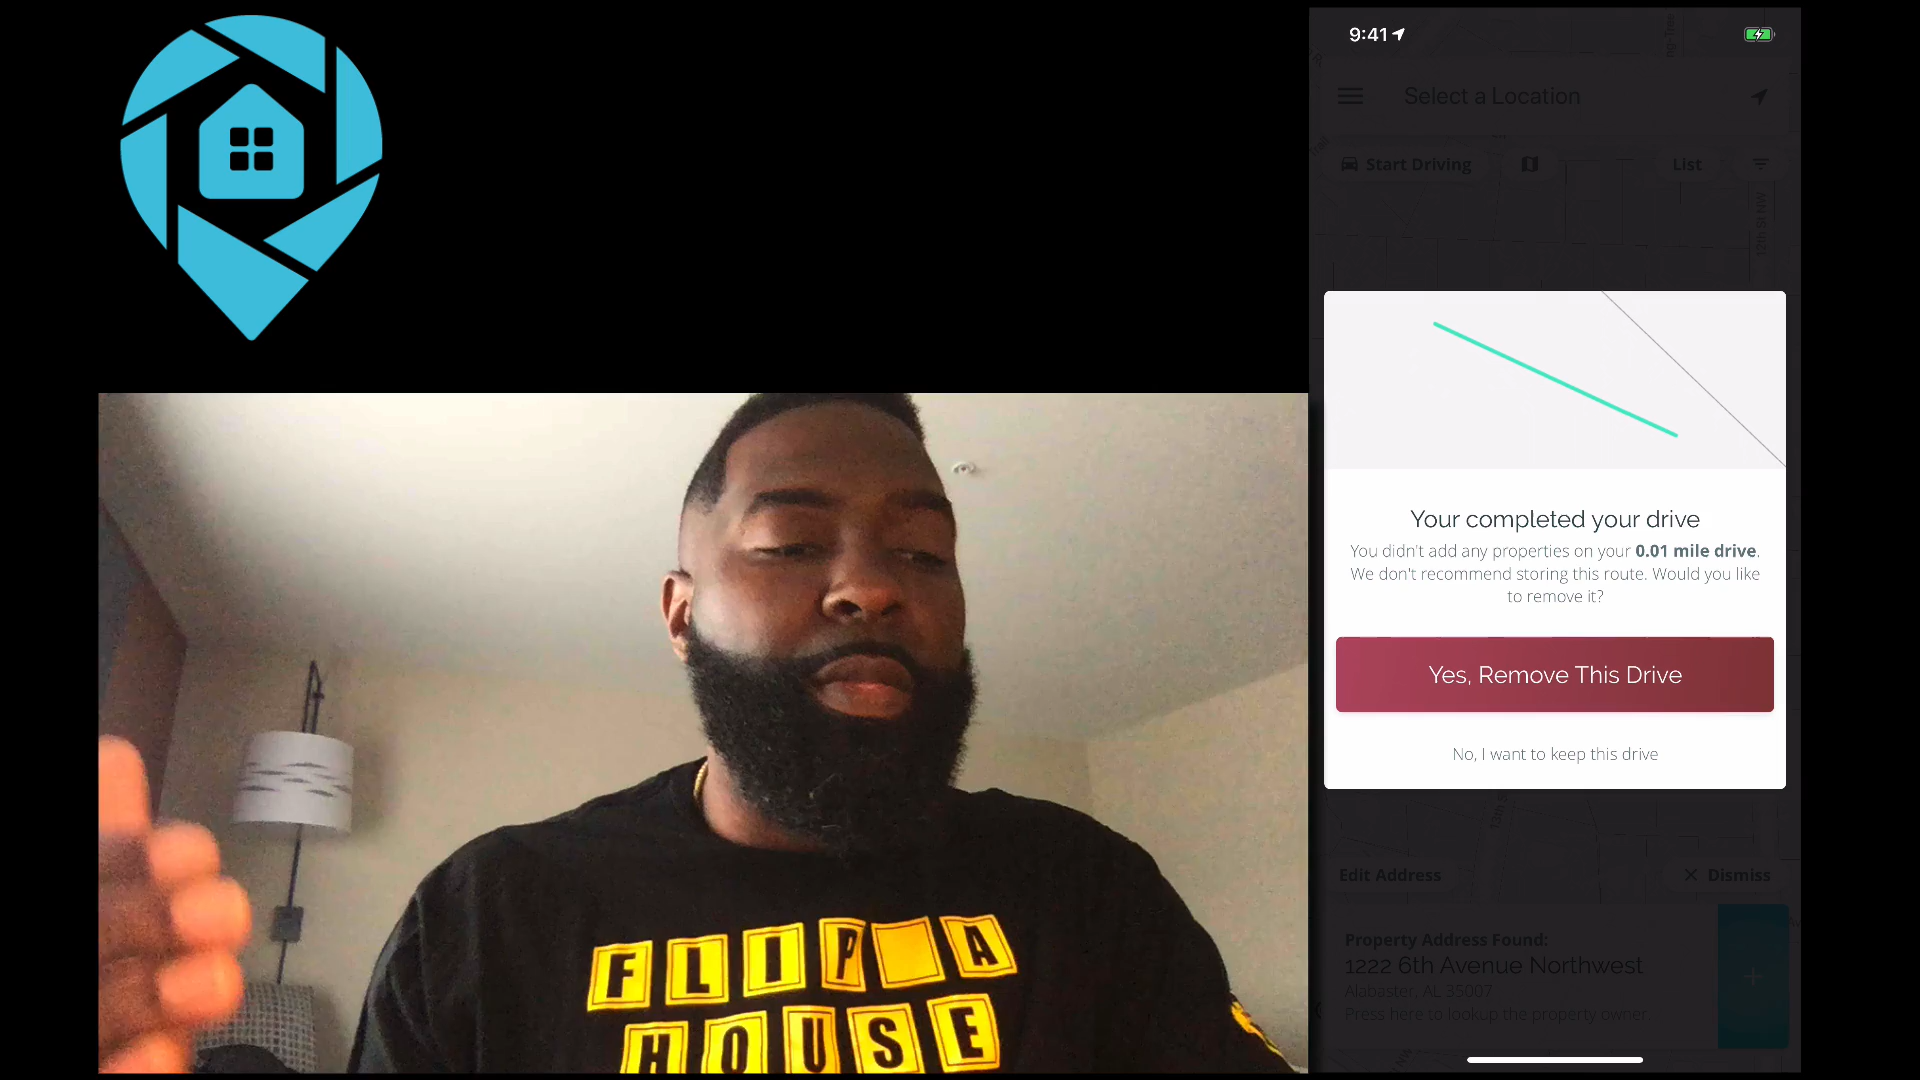 9:41
Select a Location
Start Driving
List
12th St NW
Your completed your drive
You didn't add any properties on your 0.01 mile drive.
We don't recommend storing this route. Would you like
to remove it?
Yes, Remove This Drive
No, I want to keep this drive
Edit Address
Dismiss
Property Address Found:
1222 6th Avenue Northwest
Alabaster, AL 35007
Press here to lookup the property owner
FLIP A
HOUSE